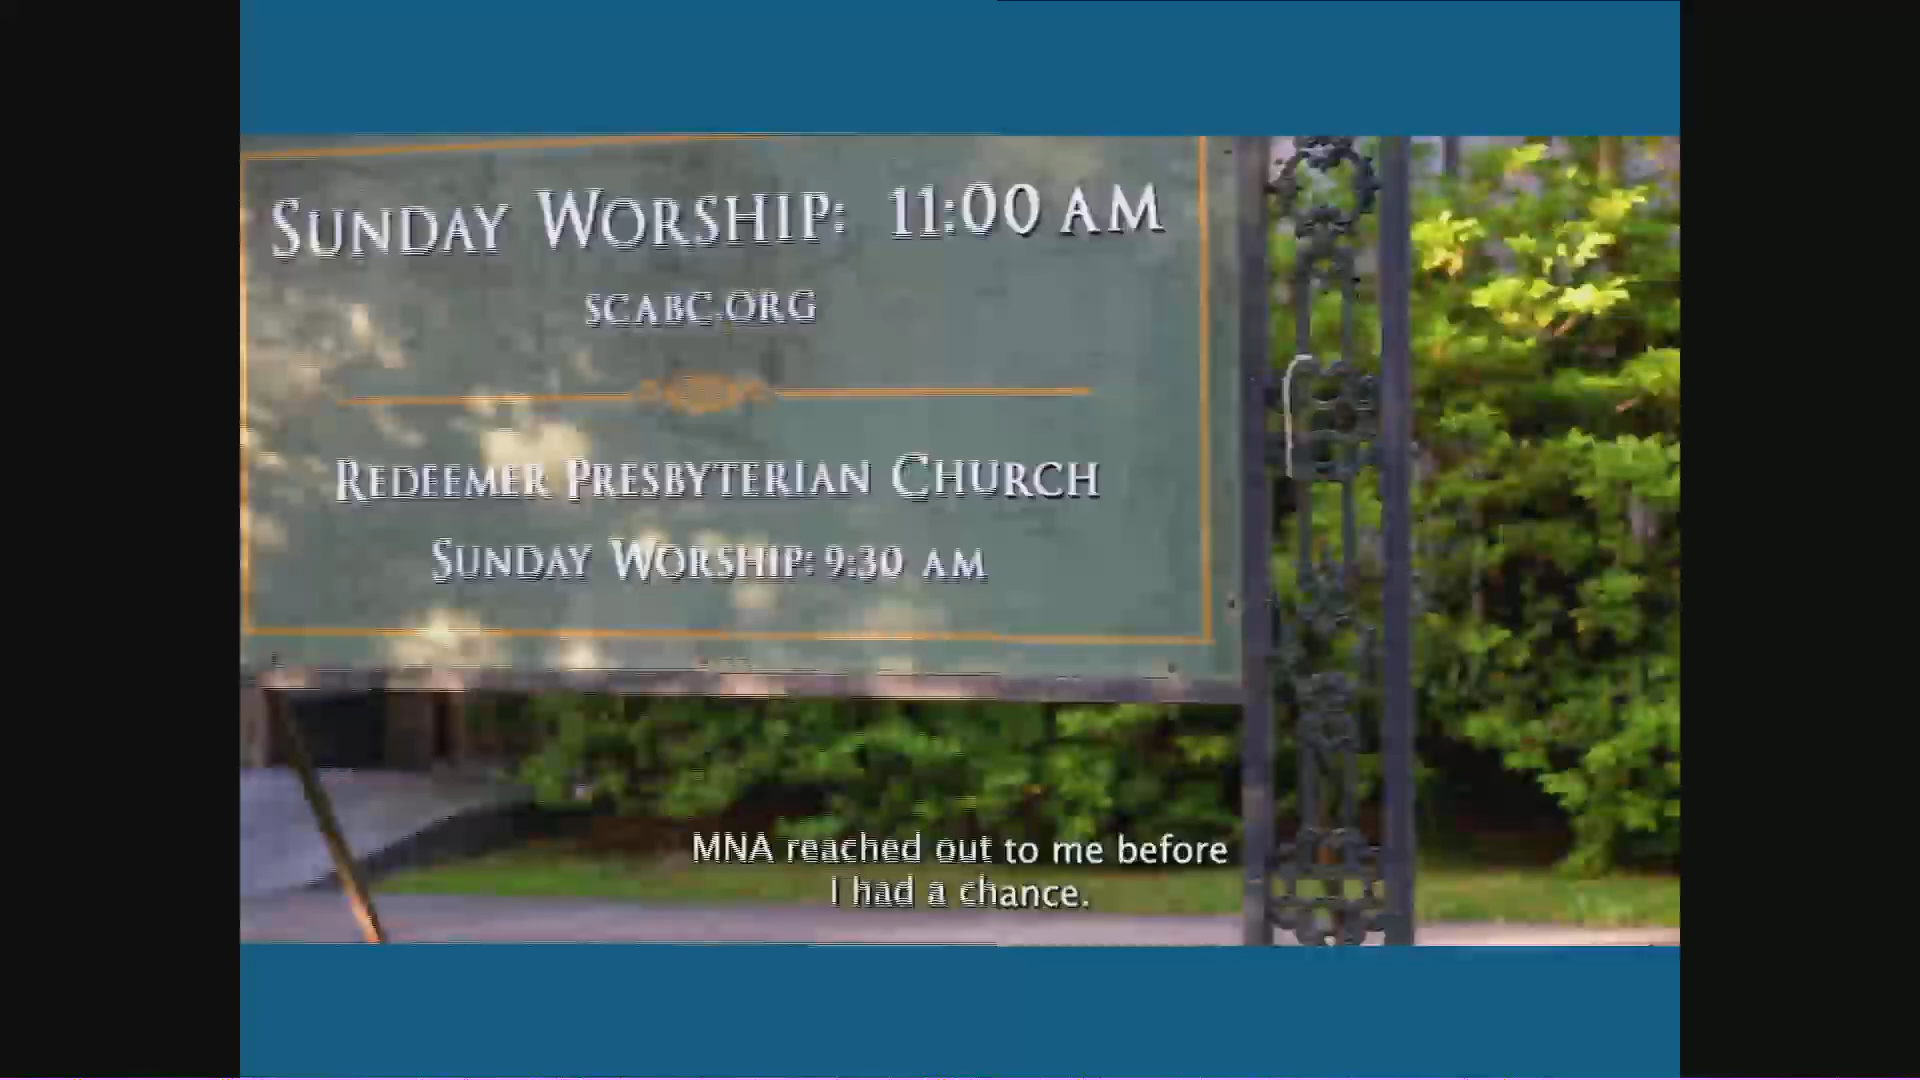 SUNDAY WORSHIP: 11:00 AM
SCABC.ORG
REDEEMER PRESBYTERIAN CHURCH
SUNDAY WORSHIP: 9:30 AM
MNA reached out to me before
I had a chance.